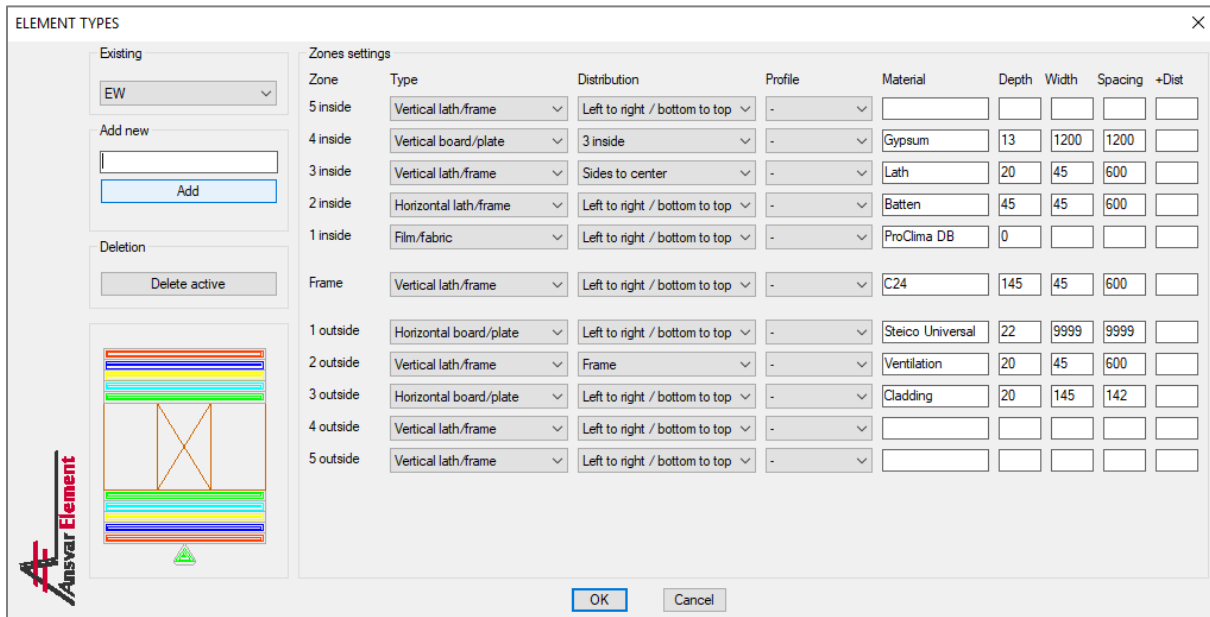 ELEMENT TYPES
Existing
EW
Add new
Add
Deletion
Delete active
Ansvar Element
Zones settings
Zone Type Distribution Profile Material Depth Width Spacing +Dist
5 inside Vertical lath/frame Left to right / bottom to top -
4 inside Vertical board/plate 3 inside - Gypsum 13 1200 1200
3 inside Vertical lath/frame Sides to center - Lath 20 45 600
2 inside Horizontal lath/frame Left to right / bottom to top - Batten 45 45 600
1 inside Film/fabric Left to right / bottom to top - ProClima DB 0
Frame Vertical lath/frame Left to right / bottom to top - C24 145 45 600
1 outside Horizontal board/plate Left to right / bottom to top - Steico Universal 22 9999 9999
2 outside Vertical lath/frame Frame - Ventilation 20 45 600
3 outside Horizontal board/plate Left to right / bottom to top - Cladding 20 145 142
4 outside Vertical lath/frame Left to right / bottom to top -
5 outside Vertical lath/frame Left to right / bottom to top -
OK Cancel